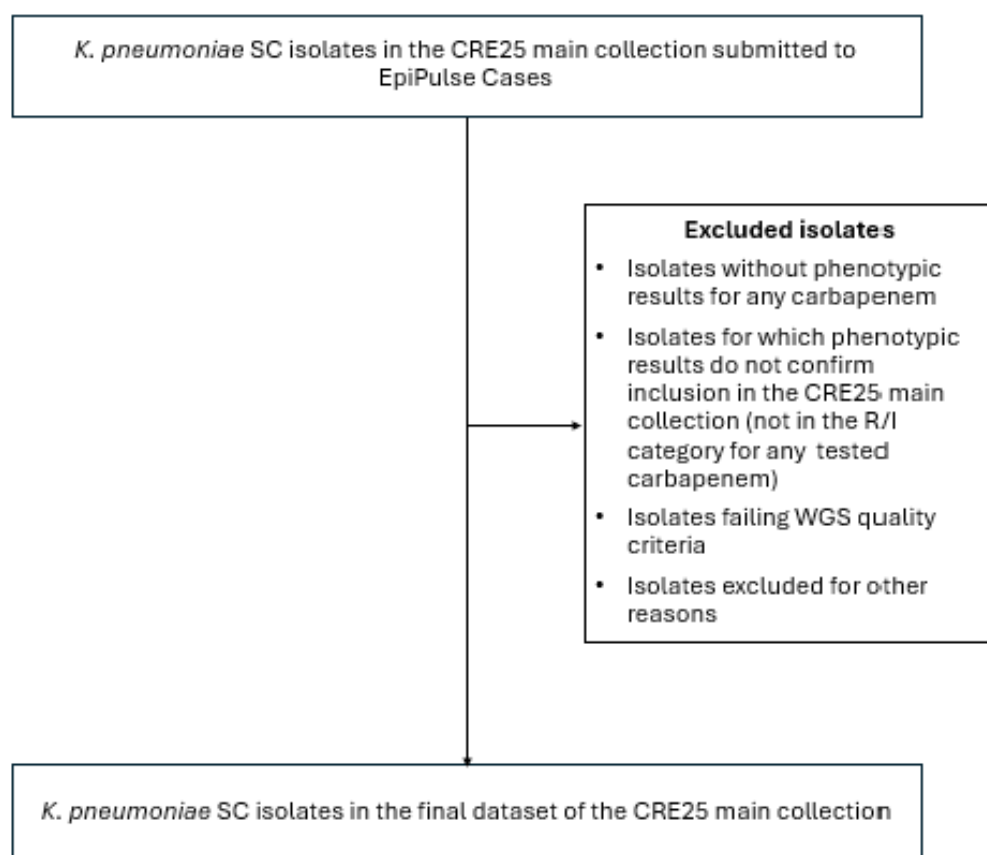 K. pneumoniae SC isolates in the CRE25 main collection submitted to
EpiPulse Cases
Excluded isolates
• Isolates without phenotypic
results for any carbapenem
• Isolates for which phenotypic
results do not confirm
inclusion in the CRE25 main
collection (not in the R/I
category for any tested
carbapenem)
• Isolates failing WGS quality
criteria
• Isolates excluded for other
reasons
K. pneumoniae SC isolates in the final dataset of the CRE25 main collection